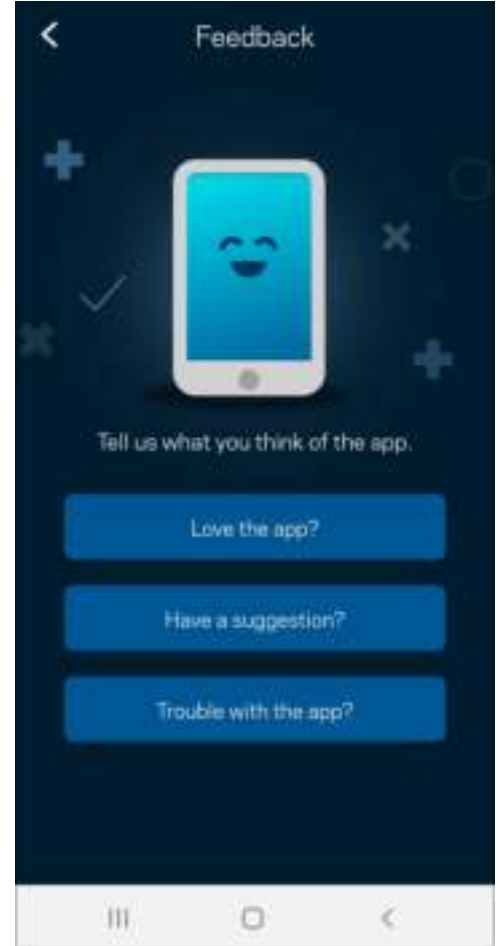 Feedback
Tell us what you think of the app.
Love the app?
Have a suggestion?
Trouble with the app?